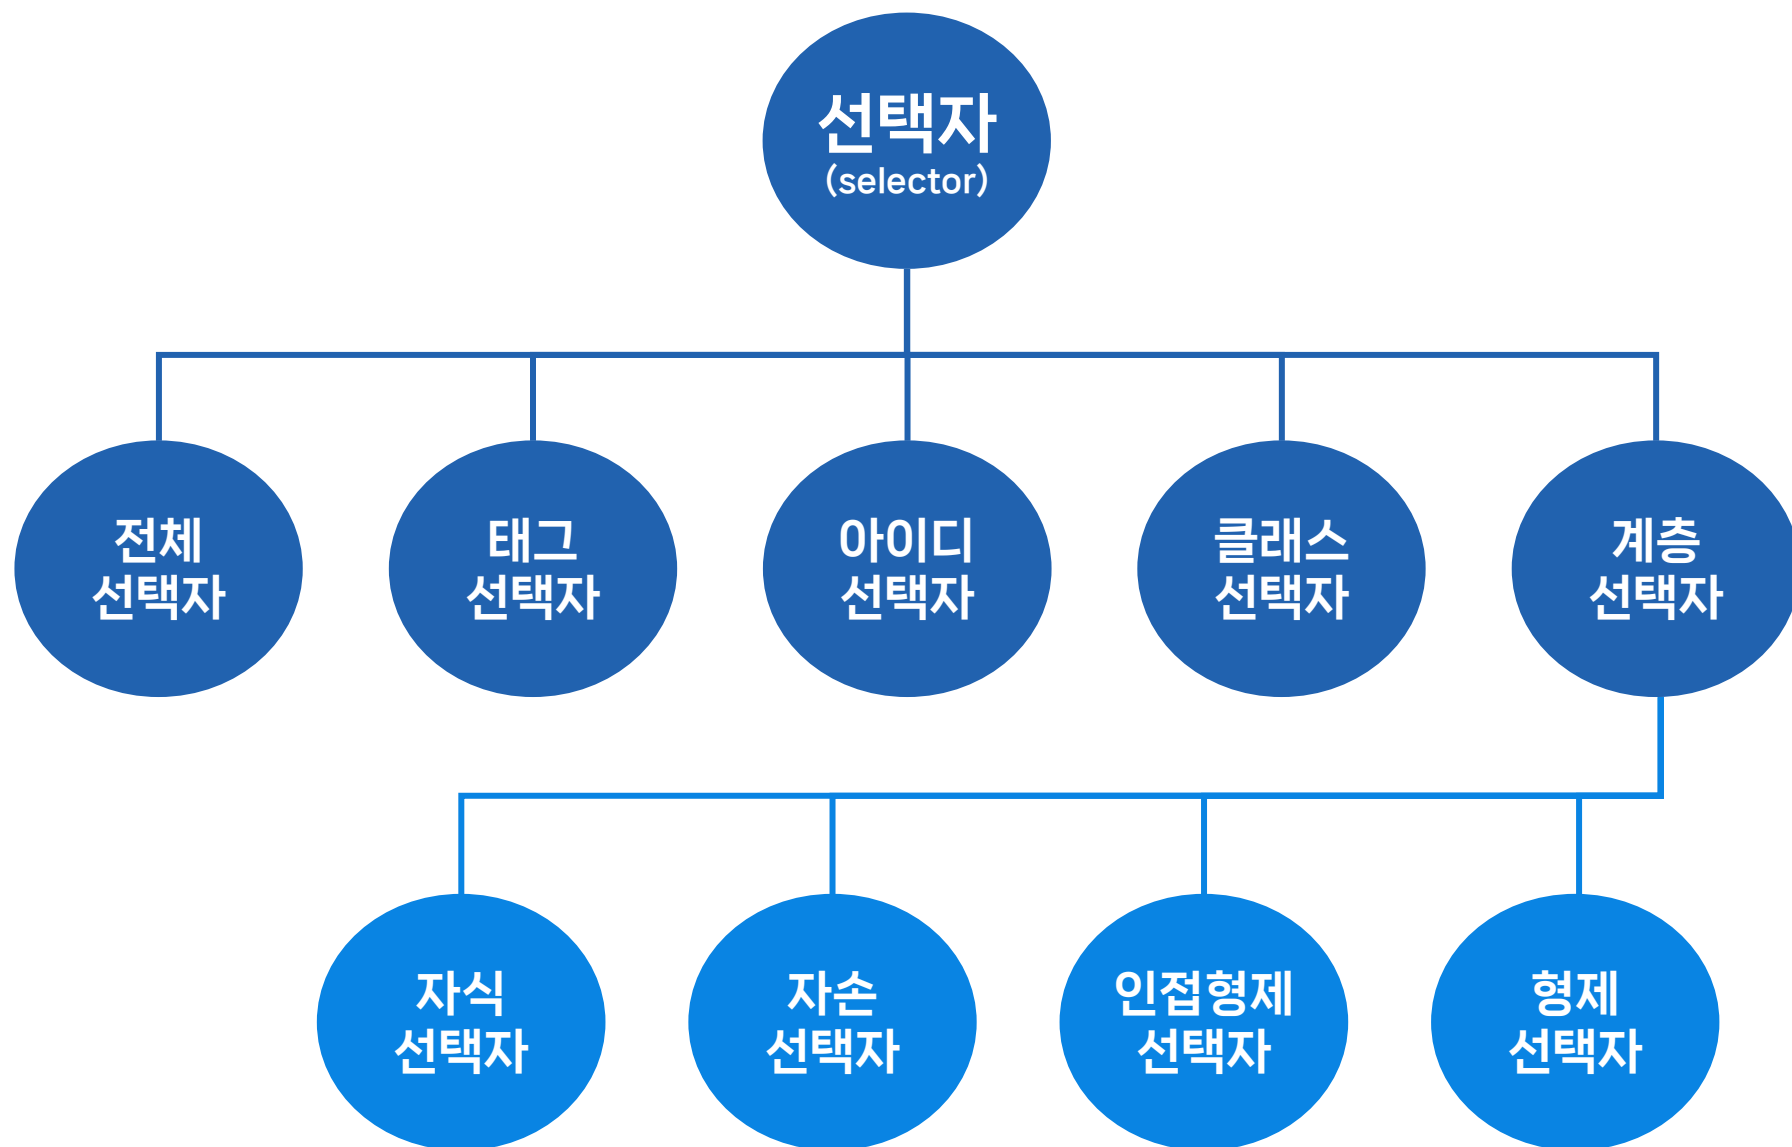 선택자
(selector)
전체
선택자
태그
선택자
아이디
선택자
클래스
선택자
계층
선택자
자식
선택자
자손
선택자
인접형제
선택자
형제
선택자